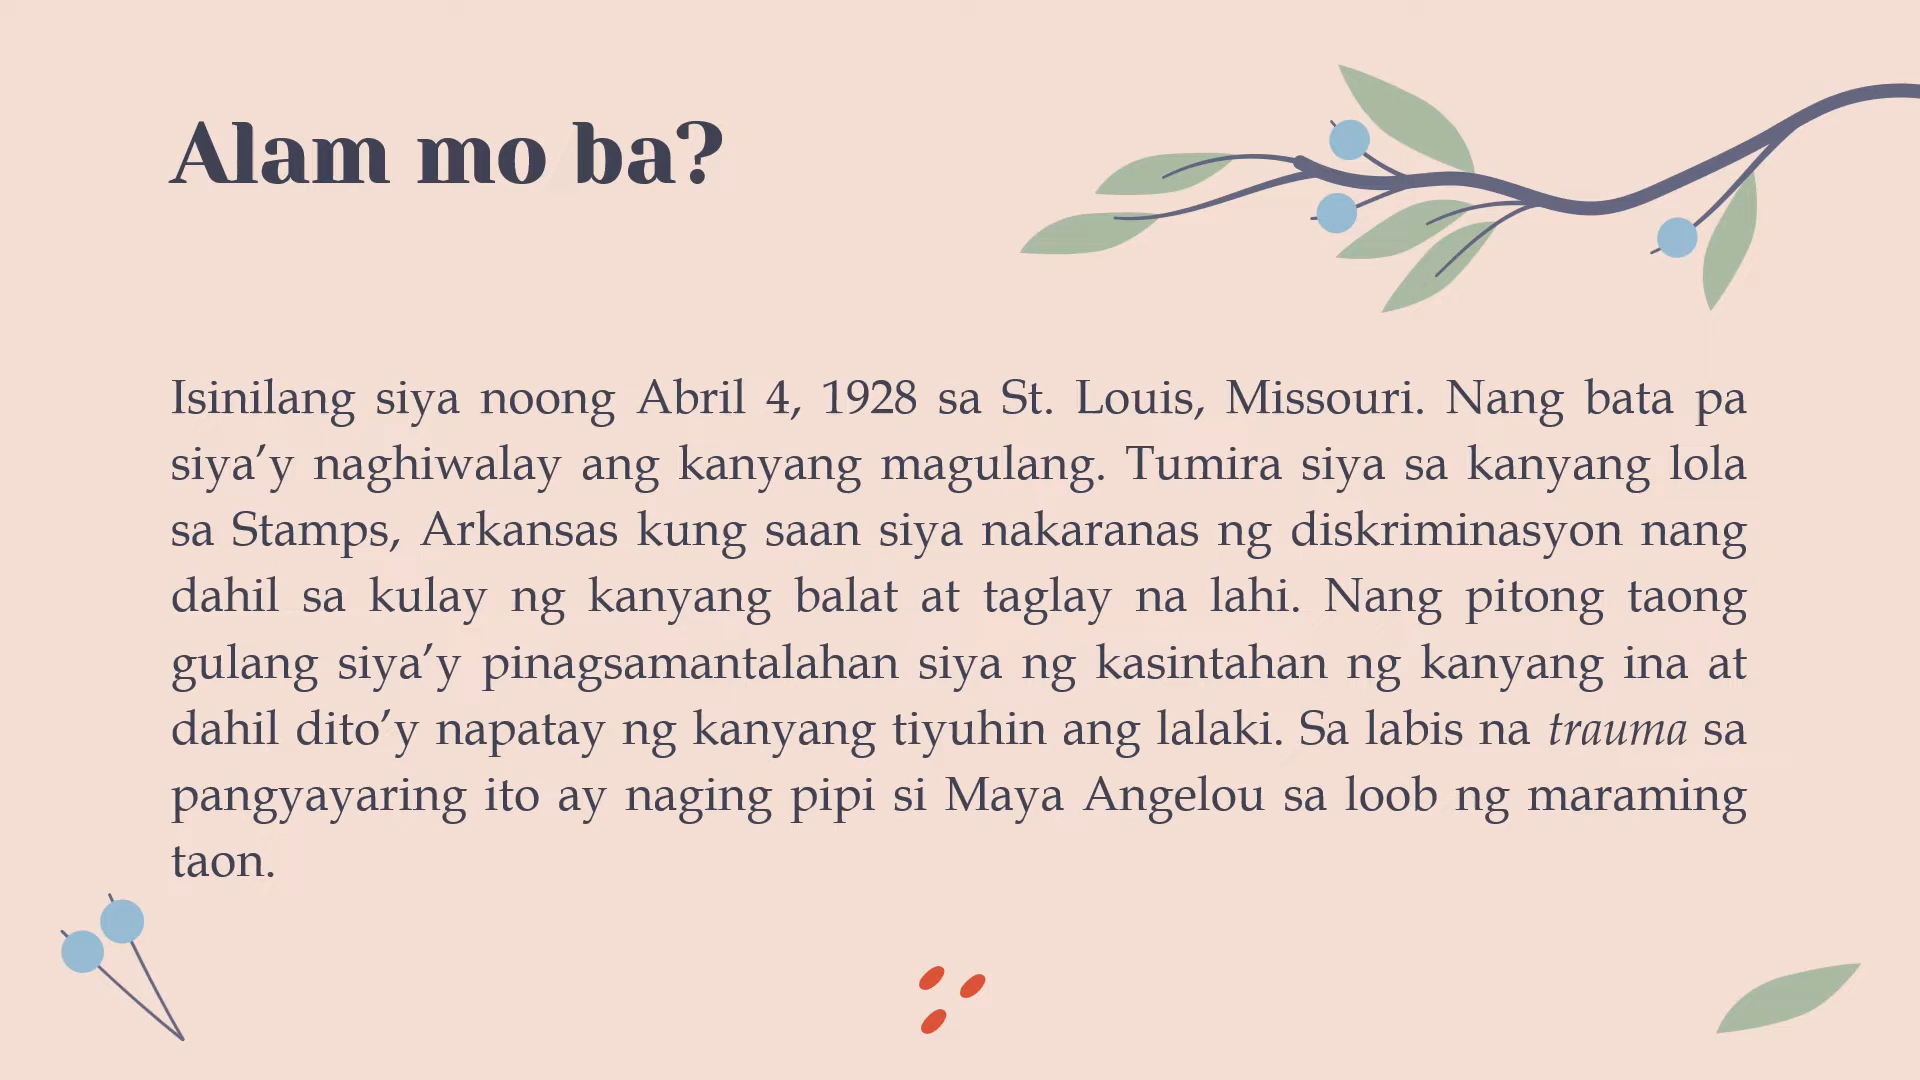 Alam mo ba?
Isinilang siya noong Abril 4, 1928 sa St. Louis, Missouri. Nang bata pa
siya’y naghiwalay ang kanyang magulang. Tumira siya sa kanyang lola
sa Stamps, Arkansas kung saan siya nakaranas ng diskriminasyon nang
dahil sa kulay ng kanyang balat at taglay na lahi. Nang pitong taong
gulang siya’y pinagsamantalahan siya ng kasintahan ng kanyang ina at
dahil dito’y napatay ng kanyang tiyuhin ang lalaki. Sa labis na trauma sa
pangyayaring ito ay naging pipi si Maya Angelou sa loob ng maraming
taon.